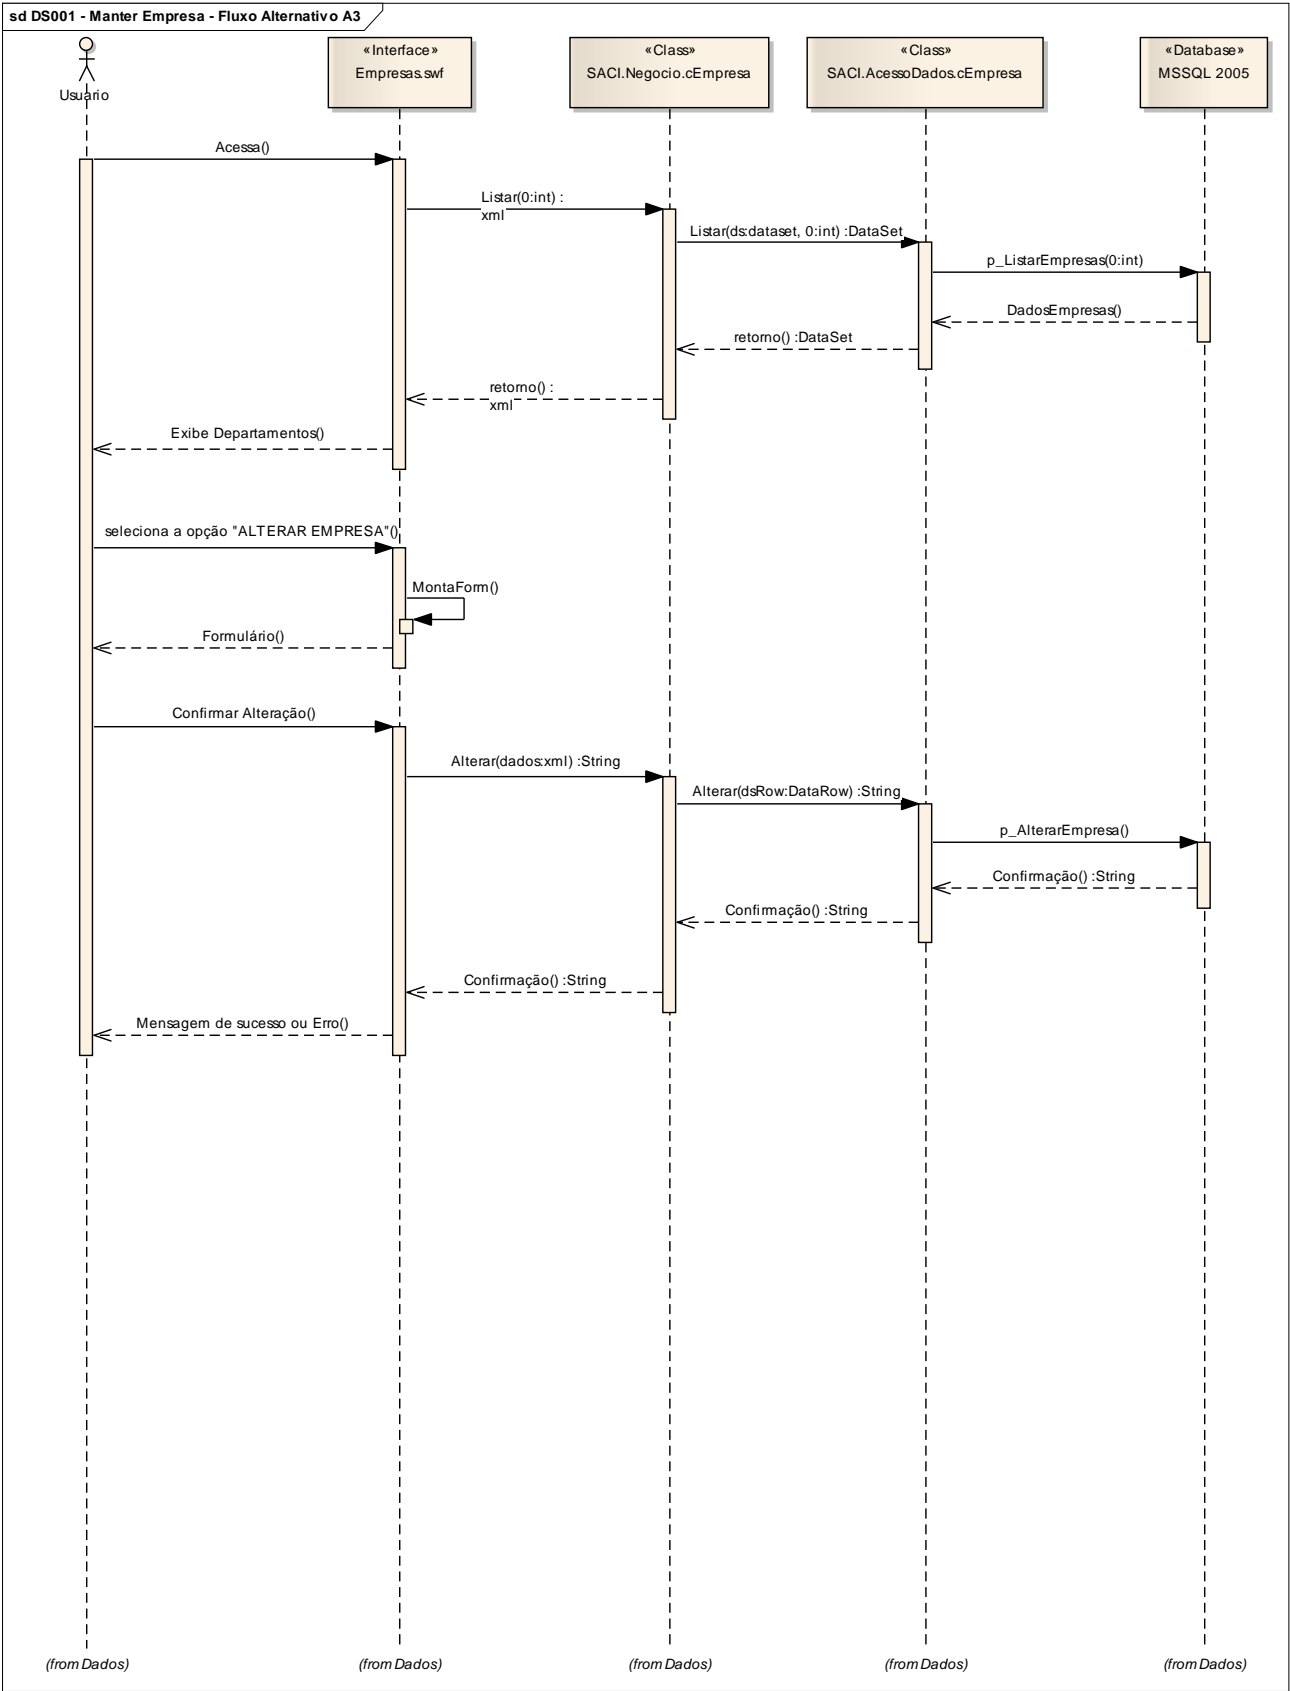 sd DS001 - Manter Empresa - Fluxo Alternativo A3
Usuário
«Interface»
Empresas.swf
«Class»
SACI.Negocio.cEmpresa
«Class»
SACI.AcessoDados.cEmpresa
«Database»
MSSQL 2005
Acessa()
Listar(0:int) :
xml
Listar(ds:dataset, 0:int) :DataSet
p_ListarEmpresas(0:int)
DadosEmpresas()
retorno() :DataSet
retorno() :
xml
Exibe Departamentos()
seleciona a opção "ALTERAR EMPRESA"()
MontaForm()
Formulário()
Confirmar Alteração()
Alterar(dados:xml) :String
Alterar(dsRow:DataRow) :String
p_AlterarEmpresa()
Confirmação() :String
Confirmação() :String
Confirmação() :String
Mensagem de sucesso ou Erro()
(from Dados)
(from Dados)
(from Dados)
(from Dados)
(from Dados)